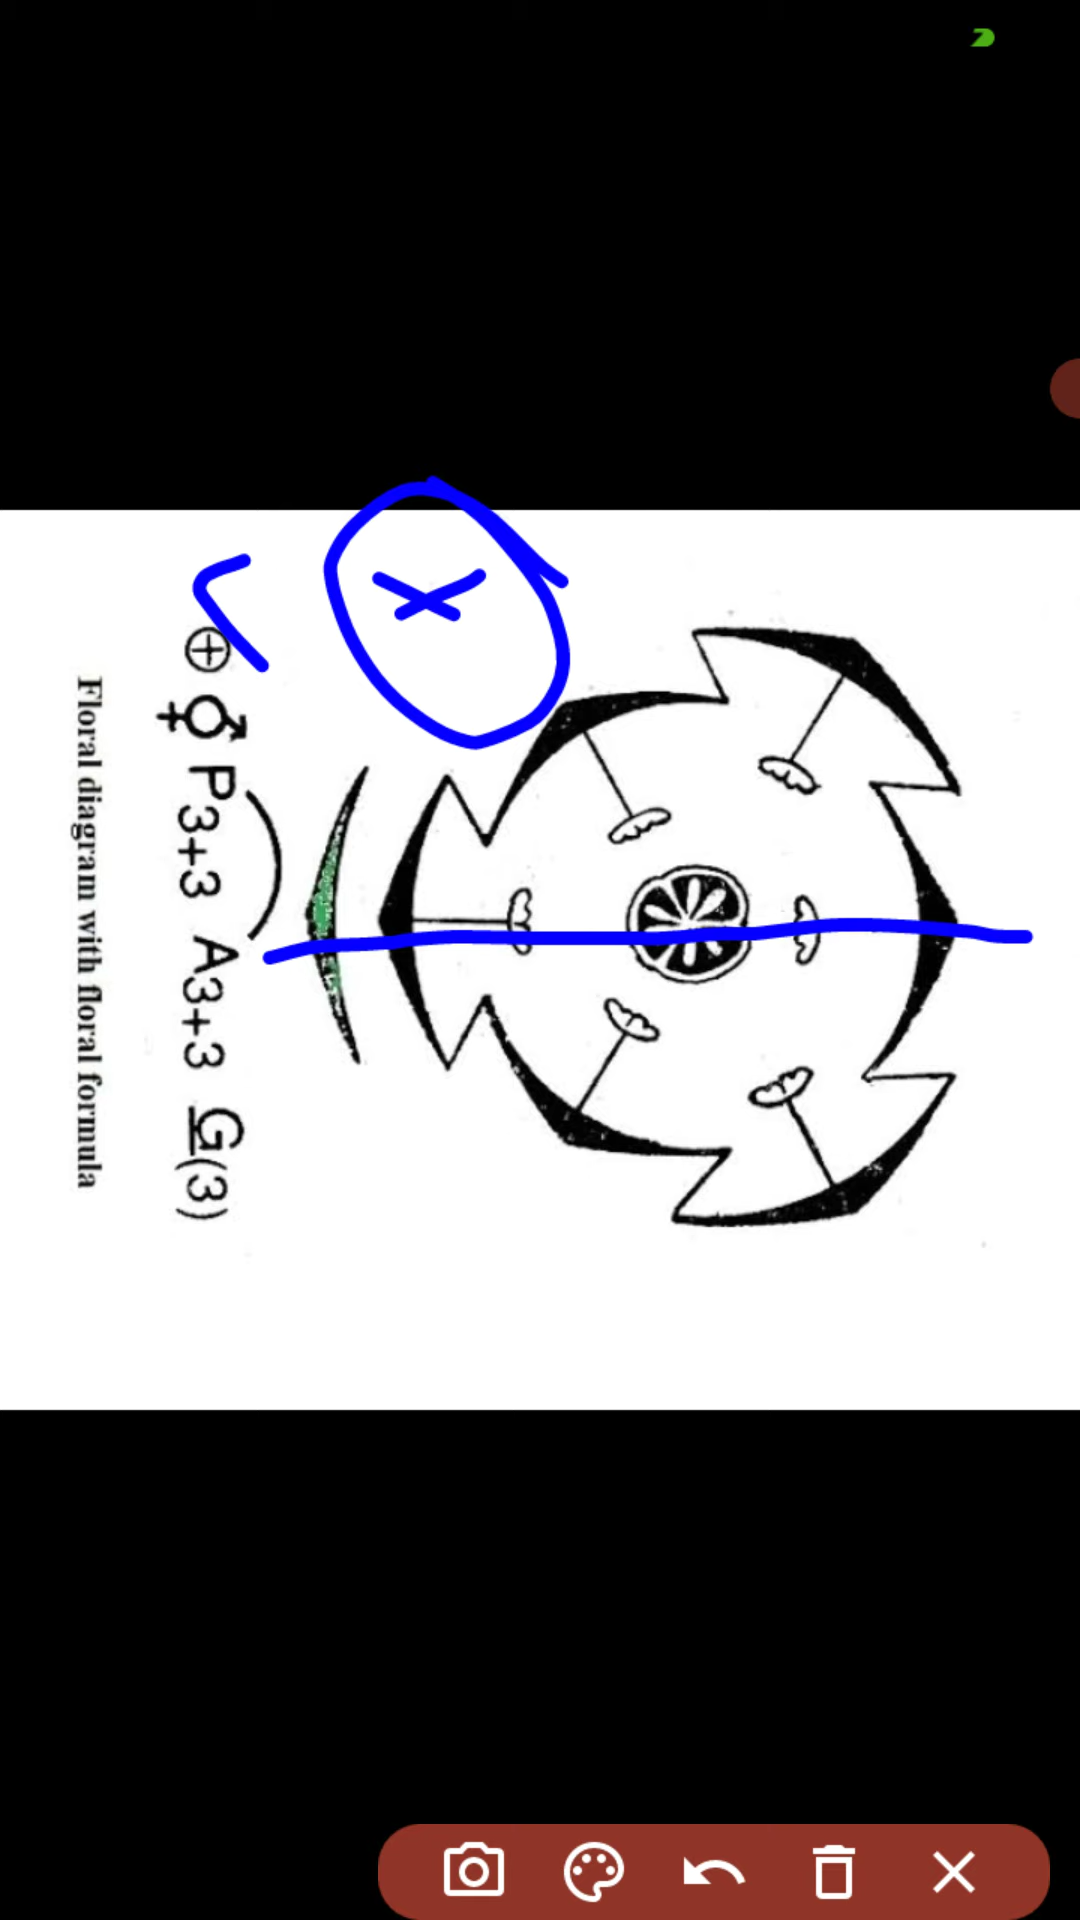 ⊕ ⚥ P3+3 A3+3 G(3)
Floral diagram with floral formula